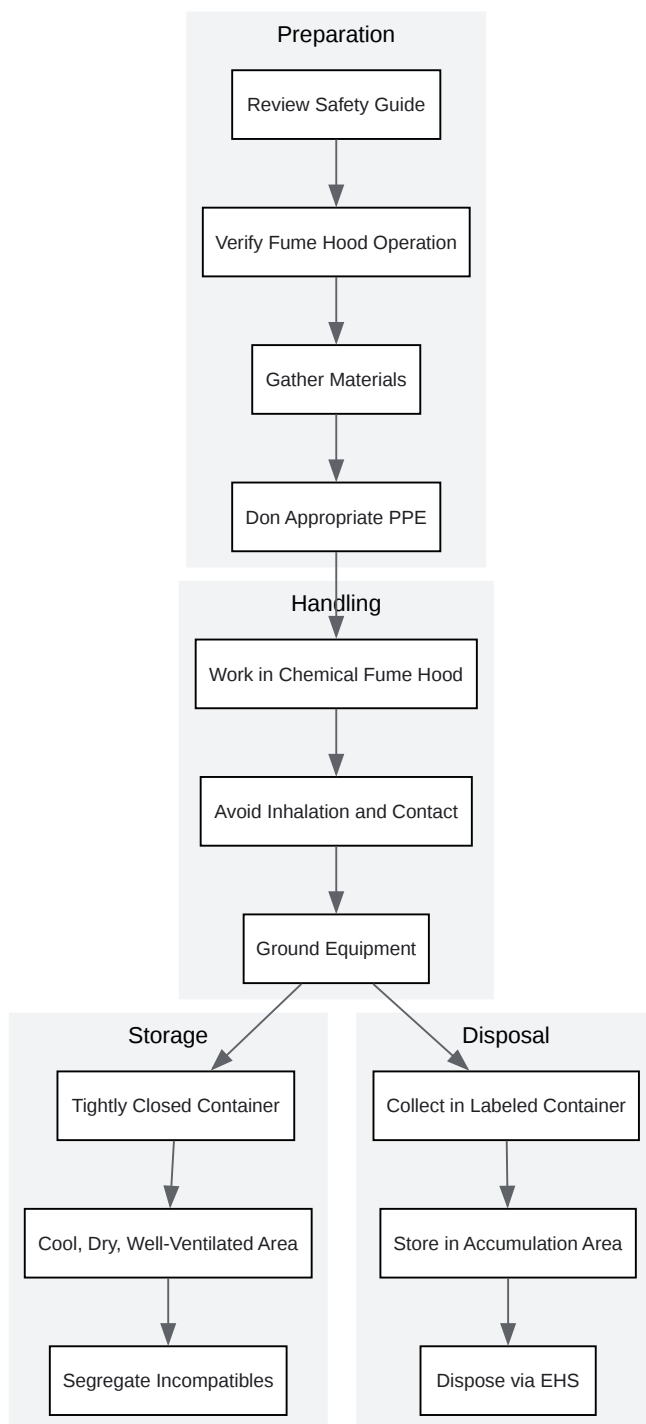 Preparation
Review Safety Guide
Verify Fume Hood Operation
Gather Materials
Don Appropriate PPE
Handling
Work in Chemical Fume Hood
Avoid Inhalation and Contact
Ground Equipment
Storage
Tightly Closed Container
Cool, Dry, Well-Ventilated Area
Segregate Incompatibles
Disposal
Collect in Labeled Container
Store in Accumulation Area
Dispose via EHS